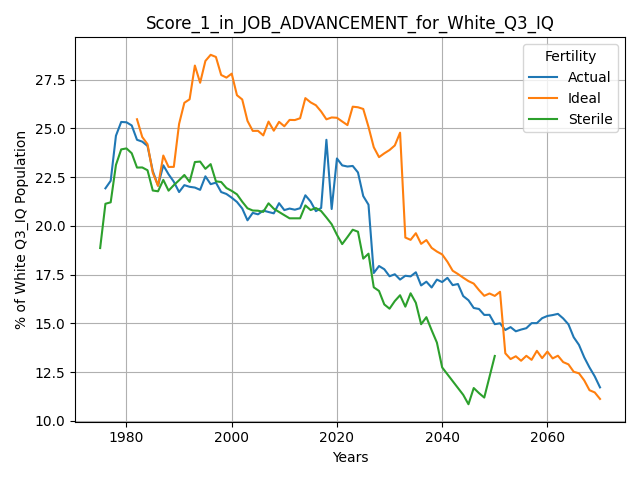 Score_1_in_JOB_ADVANCEMENT_for_White_Q3_IQ
Fertility
Actual
Ideal
Sterile
% of White Q3_IQ Population
27.5
25.0
22.5
20.0
17.5
15.0
12.5
10.0
1980
2000
2020
2040
2060
Years